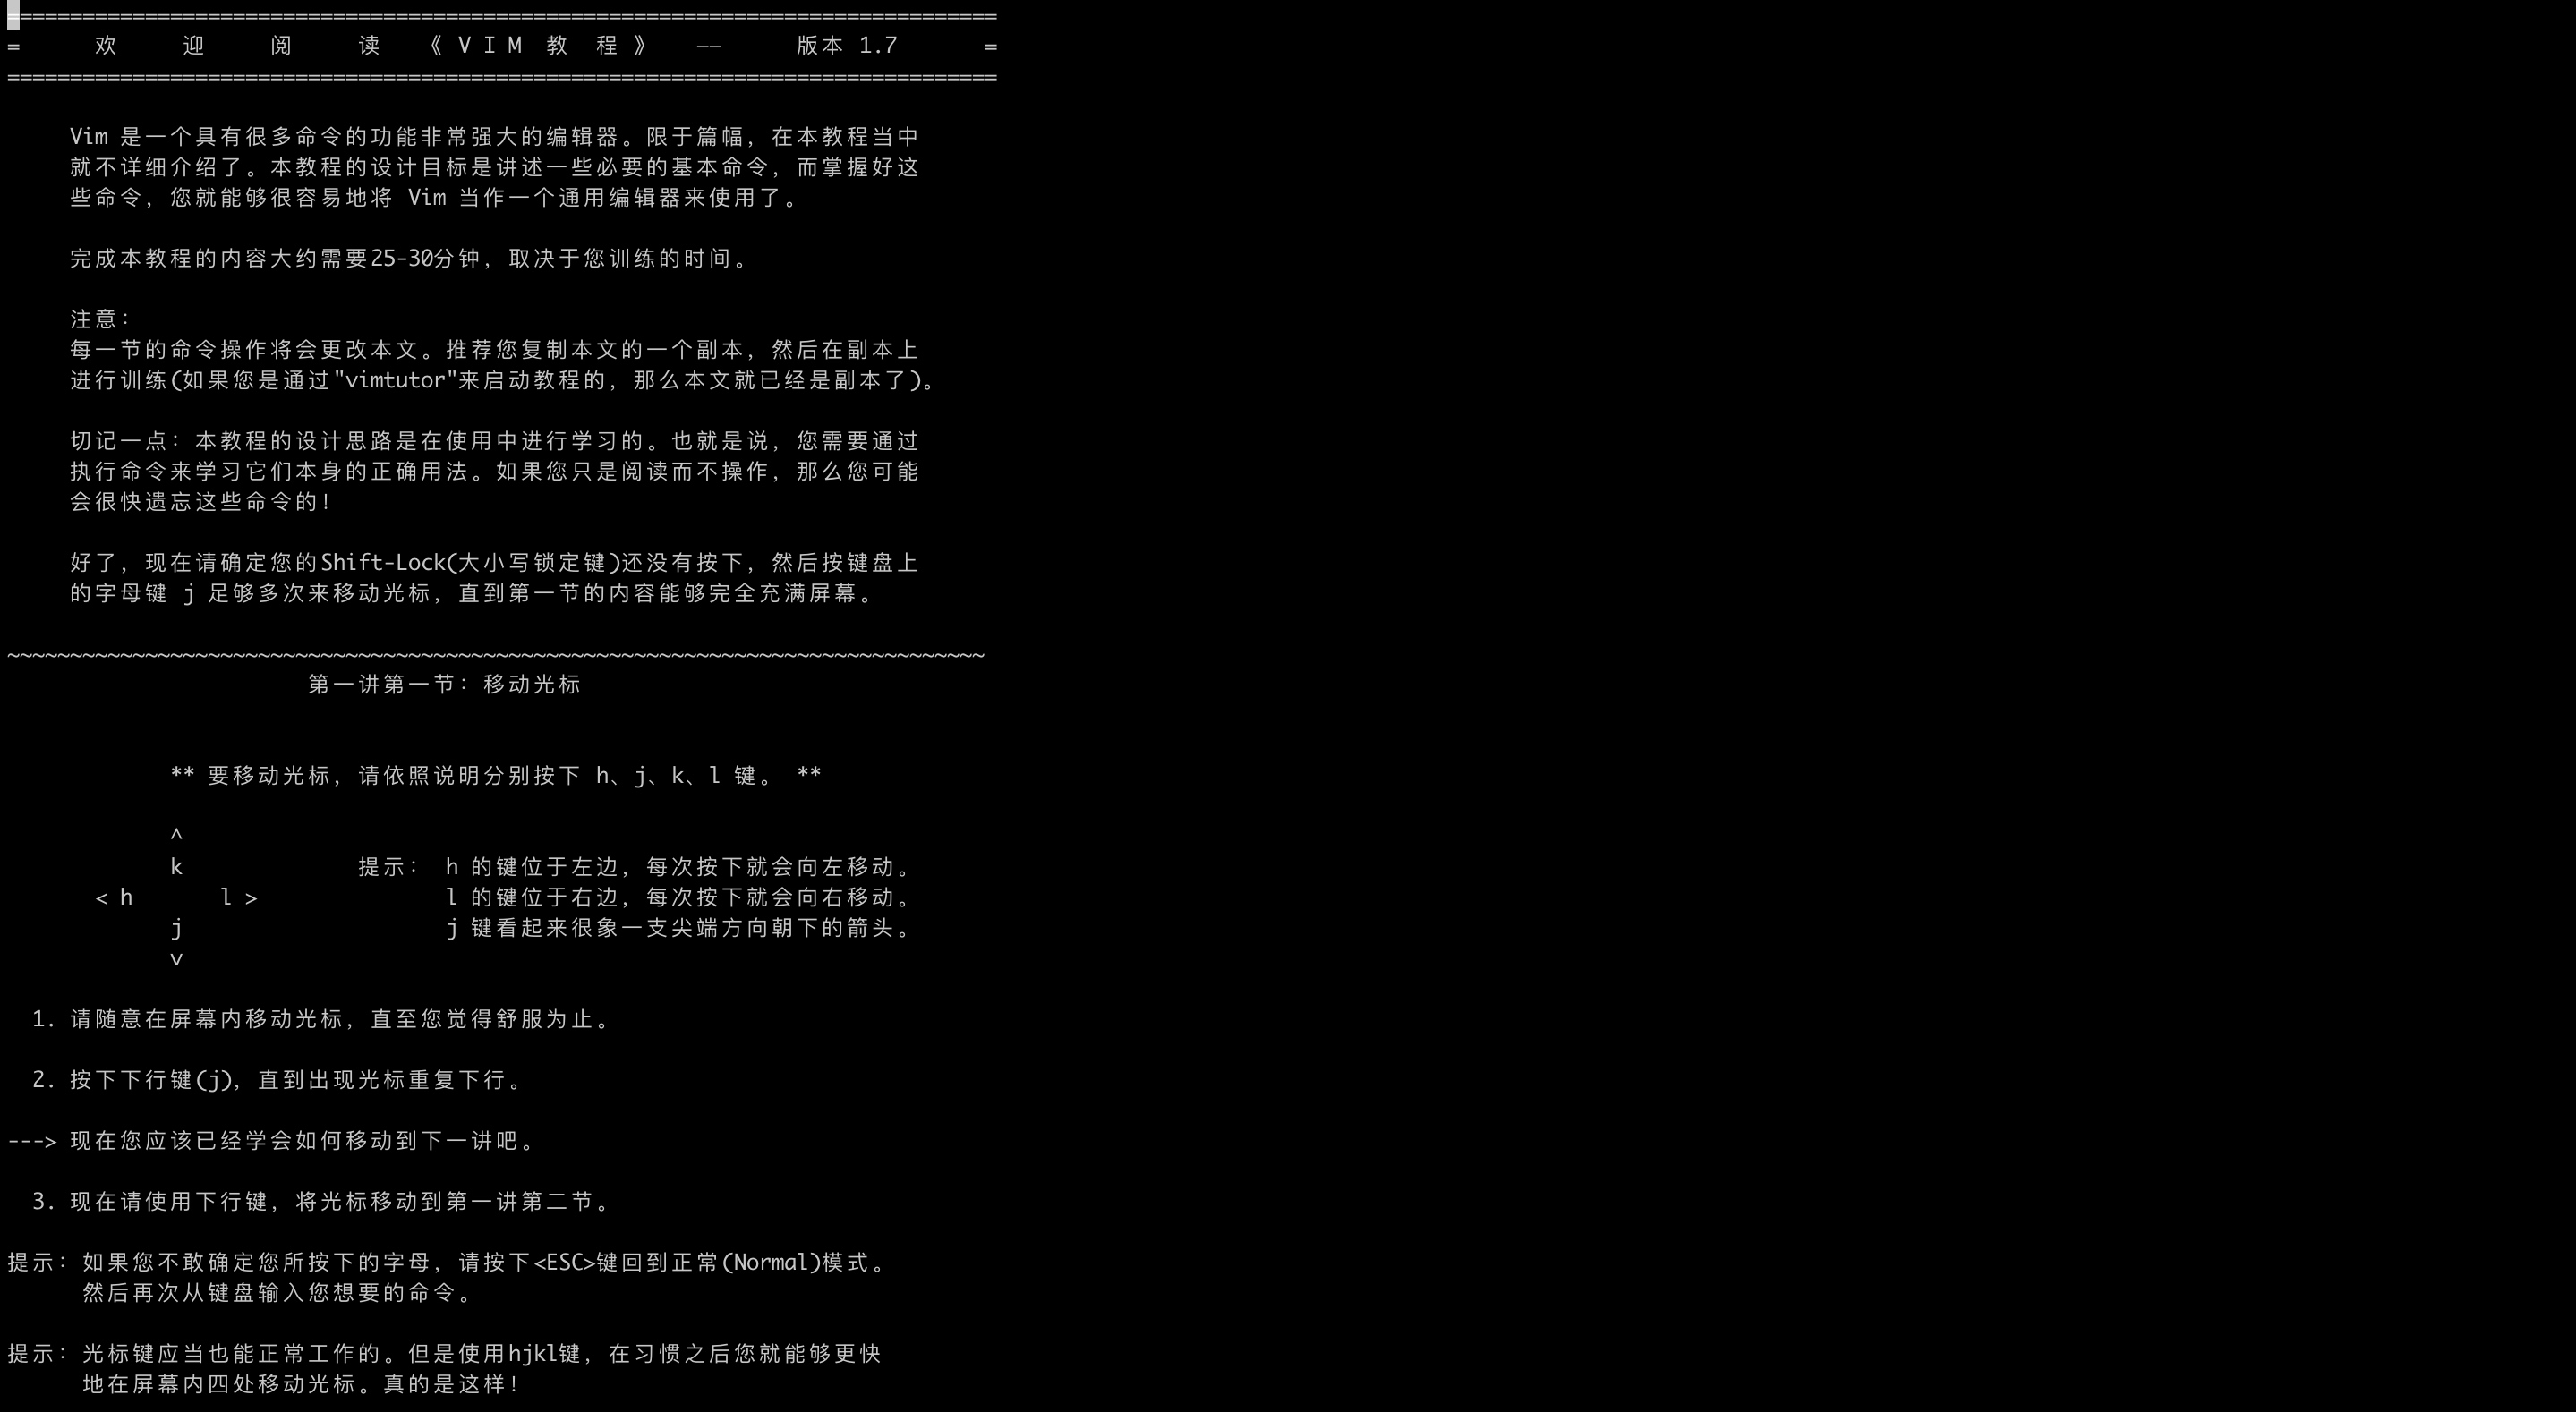 ===============================================================================
=      欢     迎     阅     读   《 V I M  教  程 》   ——      版本 1.7       =
===============================================================================
     Vim 是一个具有很多命令的功能非常强大的编辑器。限于篇幅，在本教程当中
     就不详细介绍了。本教程的设计目标是讲述一些必要的基本命令，而掌握好这
     些命令，您就能够很容易地将 Vim 当作一个通用编辑器来使用了。
     完成本教程的内容大约需要25-30分钟，取决于您训练的时间。
     注意：
     每一节的命令操作将会更改本文。推荐您复制本文的一个副本，然后在副本上
     进行训练(如果您是通过"vimtutor"来启动教程的，那么本文就已经是副本了)。
     切记一点：本教程的设计思路是在使用中进行学习的。也就是说，您需要通过
     执行命令来学习它们本身的正确用法。如果您只是阅读而不操作，那么您可能
     会很快遗忘这些命令的！
     好了，现在请确定您的Shift-Lock(大小写锁定键)还没有按下，然后按键盘上
     的字母键 j 足够多次来移动光标，直到第一节的内容能够完全充满屏幕。
~~~~~~~~~~~~~~~~~~~~~~~~~~~~~~~~~~~~~~~~~~~~~~~~~~~~~~~~~~~~~~~~~~~~~~~~~~~~~~
                        第一讲第一节：移动光标
             ** 要移动光标，请依照说明分别按下 h、j、k、l 键。 **
             ^
             k              提示： h 的键位于左边，每次按下就会向左移动。
       < h       l >               l 的键位于右边，每次按下就会向右移动。
             j                     j 键看起来很象一支尖端方向朝下的箭头。
             v
  1. 请随意在屏幕内移动光标，直至您觉得舒服为止。
  2. 按下下行键(j)，直到出现光标重复下行。
---> 现在您应该已经学会如何移动到下一讲吧。
  3. 现在请使用下行键，将光标移动到第一讲第二节。
提示：如果您不敢确定您所按下的字母，请按下<ESC>键回到正常(Normal)模式。
      然后再次从键盘输入您想要的命令。
提示：光标键应当也能正常工作的。但是使用hjkl键，在习惯之后您就能够更快
      地在屏幕内四处移动光标。真的是这样！